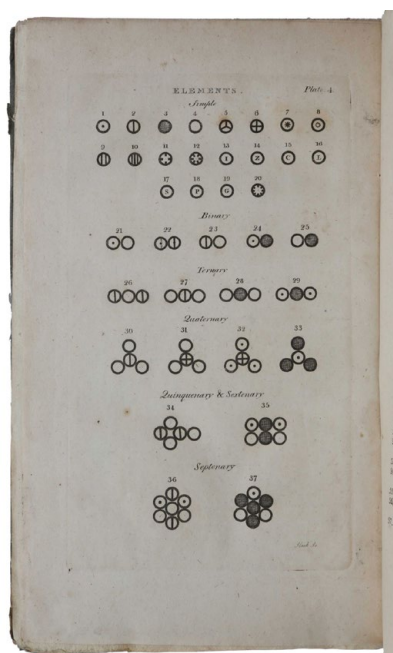 ELEMENTS.
Plate 4
Simple
1 2 3 4 5 6 7 8
9 10 11 12 13 14 15 16
I Z C L
17 18 19 20
S P G
Binary
21 22 23 24 25
Ternary
26 27 28 29
Quaternary
30 31 32 33
Quinquenary & Sextenary
34 35
Septenary
36 37